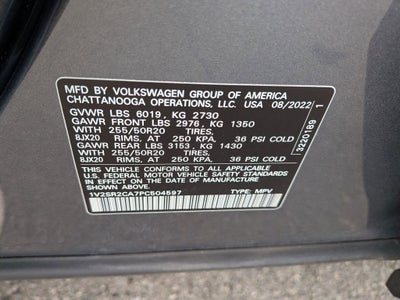 MFD. BY VOLKSWAGEN GROUP OF AMERICA
CHATTANOOGA OPERATIONS, LLC. USA 08/2022
GVWR LBS 6019, KG 2730
GAWR FRONT LBS 2976, KG 1350
WITH 255/50R20 TIRES,
8JX20 RIMS, AT 250 KPA, 36 PSI COLD
GAWR REAR LBS 3153, KG 1430
WITH 255/50R20 TIRES,
8JX20 RIMS, AT 250 KPA, 36 PSI COLD
THIS VEHICLE CONFORMS TO ALL APPLICABLE
U.S. FEDERAL MOTOR VEHICLE SAFETY STANDARDS
IN EFFECT ON THE DATE OF MANUFACTURE SHOWN ABOVE.
1V2SR2CA7PC504597 TYPE: MPV
3230189 1